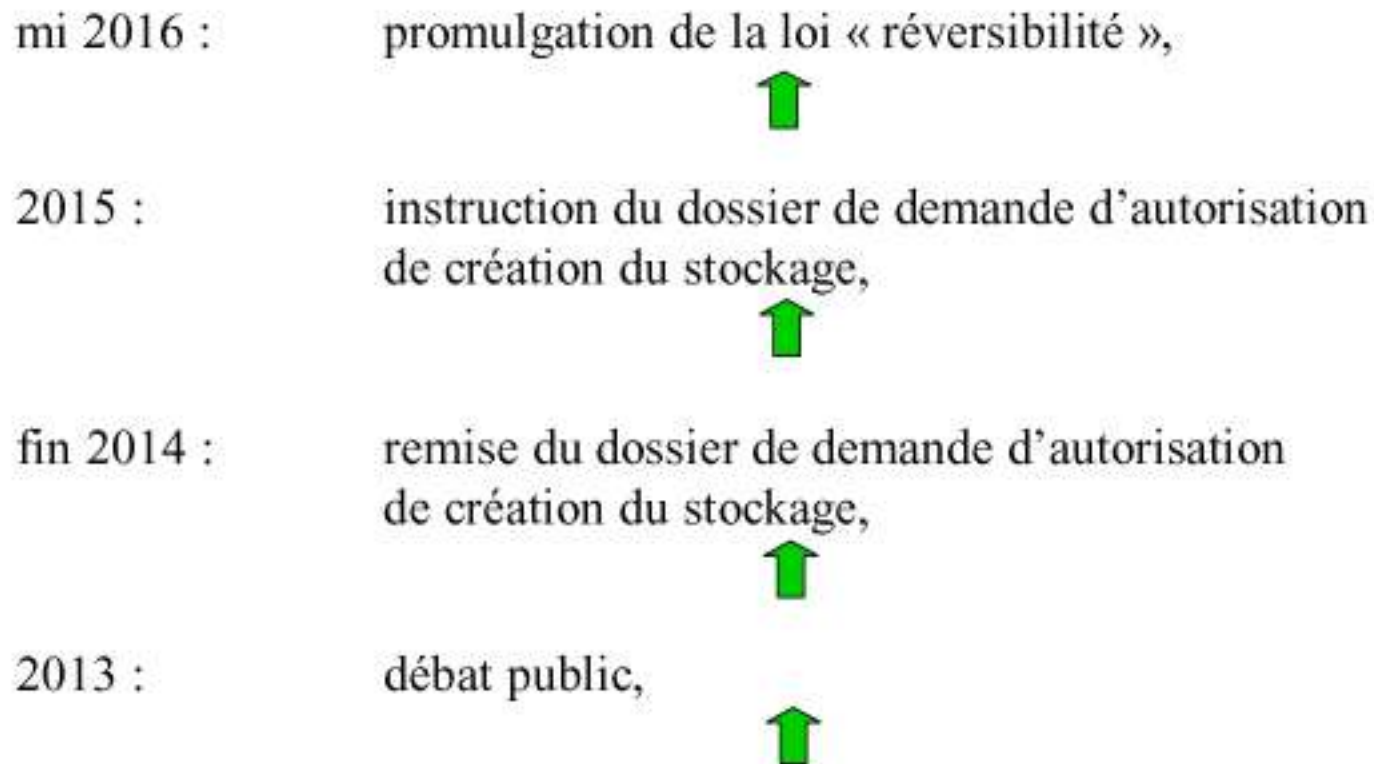 mi 2016 : promulgation de la loi « réversibilité »,
2015 : instruction du dossier de demande d’autorisation
de création du stockage,
fin 2014 : remise du dossier de demande d’autorisation
de création du stockage,
2013 : débat public,